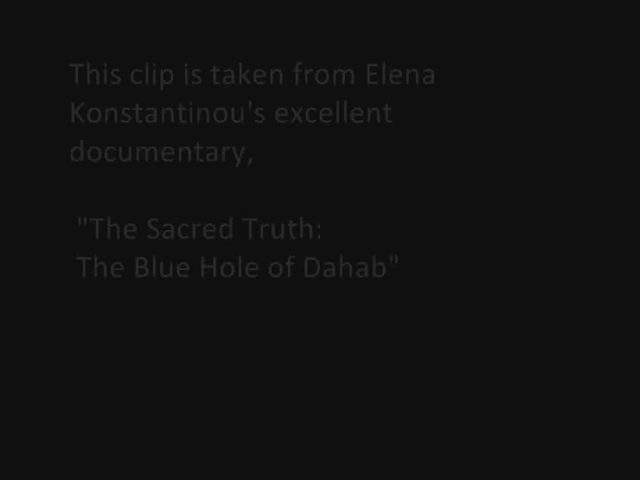 This clip is taken from Elena
Konstantinou's excellent
documentary,
"The Sacred Truth:
The Blue Hole of Dahab"